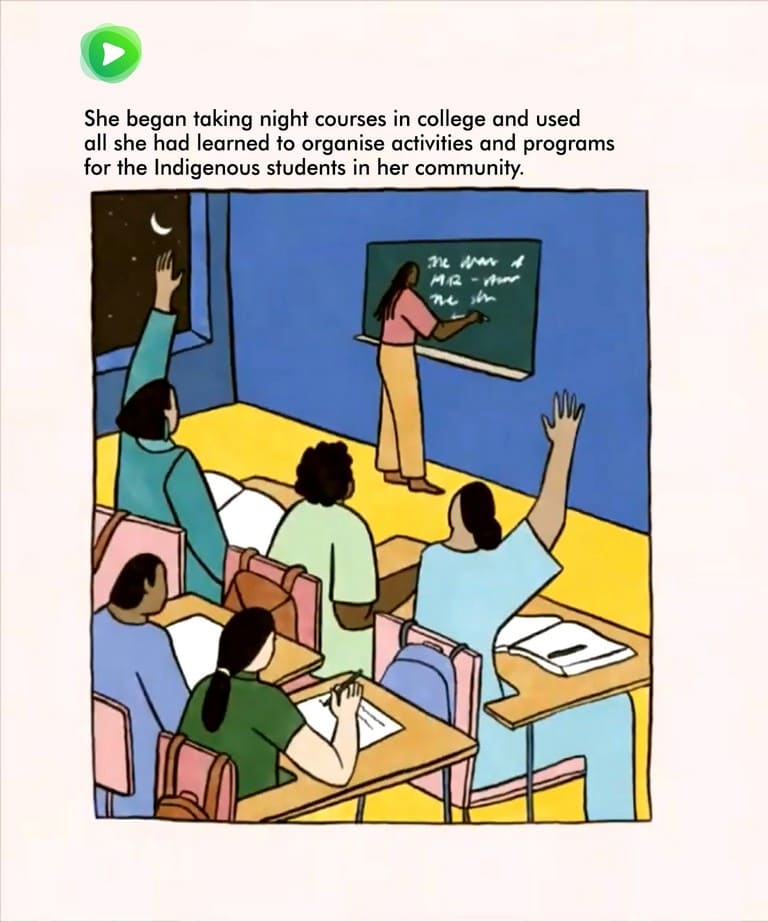 She began taking night courses in college and used
all she had learned to organise activities and programs
for the Indigenous students in her community.